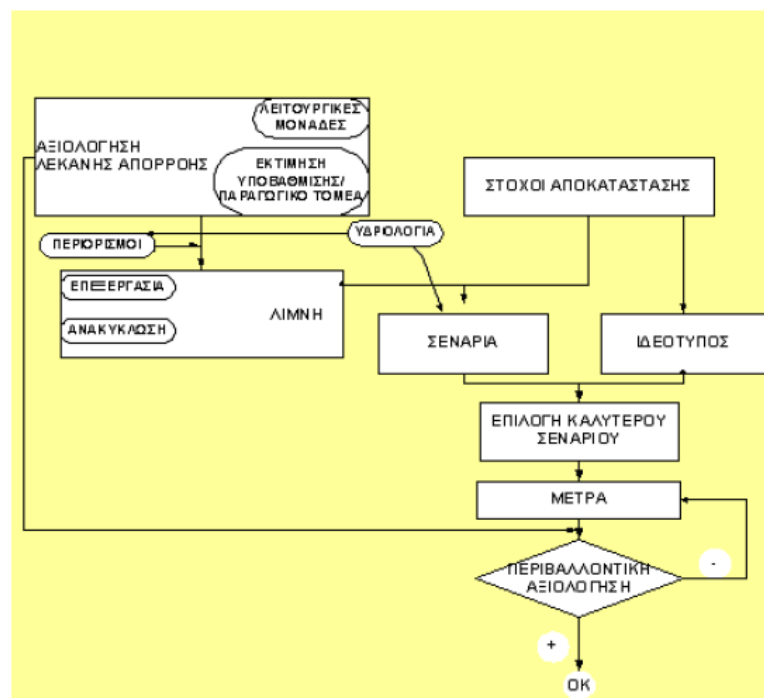 ΛΕΙΤΟΥΡΓΙΚΕΣ
ΜΟΝΑΔΕΣ
ΑΞΙΟΛΟΓΗΣΗ
ΛΕΚΑΝΗΣ ΑΠΟΡΡΟΗΣ
ΕΚΤΙΜΗΣΗ
ΥΠΟΒΑΘΜΙΣΗΣ/
ΠΑΡΑΓΩΓΙΚΟ ΤΟΜΕΑ
ΣΤΟΧΟΙ ΑΠΟΚΑΤΑΣΤΑΣΗΣ
ΥΔΡΟΛΟΓΙΑ
ΠΕΡΙΟΡΙΣΜΟΙ
ΕΠΕΞΕΡΓΑΣΙΑ
ΛΙΜΝΗ
ΑΝΑΚΥΚΛΩΣΗ
ΣΕΝΑΡΙΑ
ΙΔΕΟΤΥΠΟΣ
ΕΠΙΛΟΓΗ ΚΑΛΥΤΕΡΟΥ
ΣΕΝΑΡΙΟΥ
ΜΕΤΡΑ
ΠΕΡΙΒΑΛΛΟΝΤΙΚΗ
ΑΞΙΟΛΟΓΗΣΗ
-
+
ΟΚ